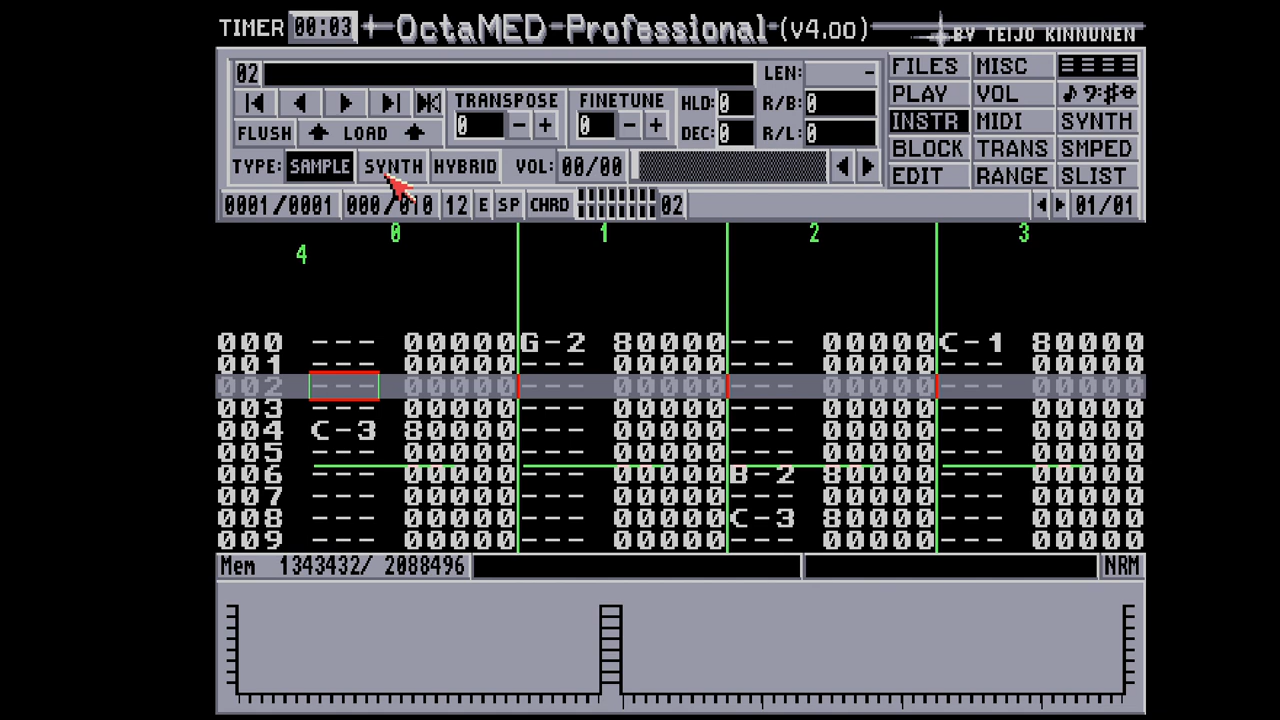 TIMER 00:03 OctaMED-Professional (v4.00) BY TEIJO KINNUNEN
02 LEN: - FILES MISC
TRANSPOSE FINETUNE HLD: 0 R/B: 0 PLAY VOL
0 - + 0 - + INSTR MIDI SYNTH
FLUSH LOAD DEC: 0 R/L: 0 BLOCK TRANS SMPED
TYPE: SAMPLE SYNTH HYBRID VOL: 00/00 EDIT RANGE SLIST
0001/0001 000/010 12 E SP CHRD 02 01/01
0 1 2 3
4
000 --- 00000 G-2 80000 --- 00000 C-1 80000
001 --- 00000 --- 00000 --- 00000 --- 00000
002 --- 00000 --- 00000 --- 00000 --- 00000
003 --- 00000 --- 00000 --- 00000 --- 00000
004 C-3 80000 --- 00000 --- 00000 --- 00000
005 --- 00000 --- 00000 --- 00000 --- 00000
006 --- 00000 --- 00000 B-2 80000 --- 00000
007 --- 00000 --- 00000 --- 00000 --- 00000
008 --- 00000 --- 00000 C-3 80000 --- 00000
009 --- 00000 --- 00000 --- 00000 --- 00000
Mem 1343432/ 2088496 NRM